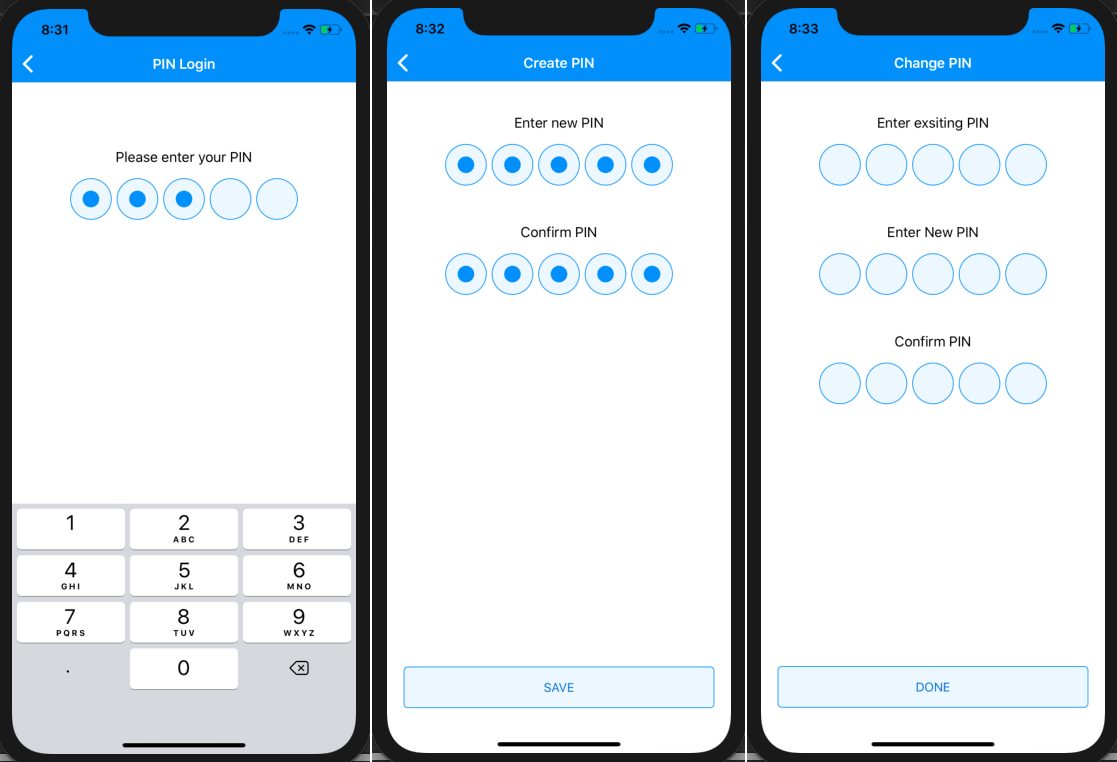 8:31
PIN Login
Please enter your PIN
1
2
ABC
3
DEF
4
GHI
5
JKL
6
MNO
7
PQRS
8
TUV
9
WXYZ
.
0
8:32
Create PIN
Enter new PIN
Confirm PIN
SAVE
8:33
Change PIN
Enter exsiting PIN
Enter New PIN
Confirm PIN
DONE